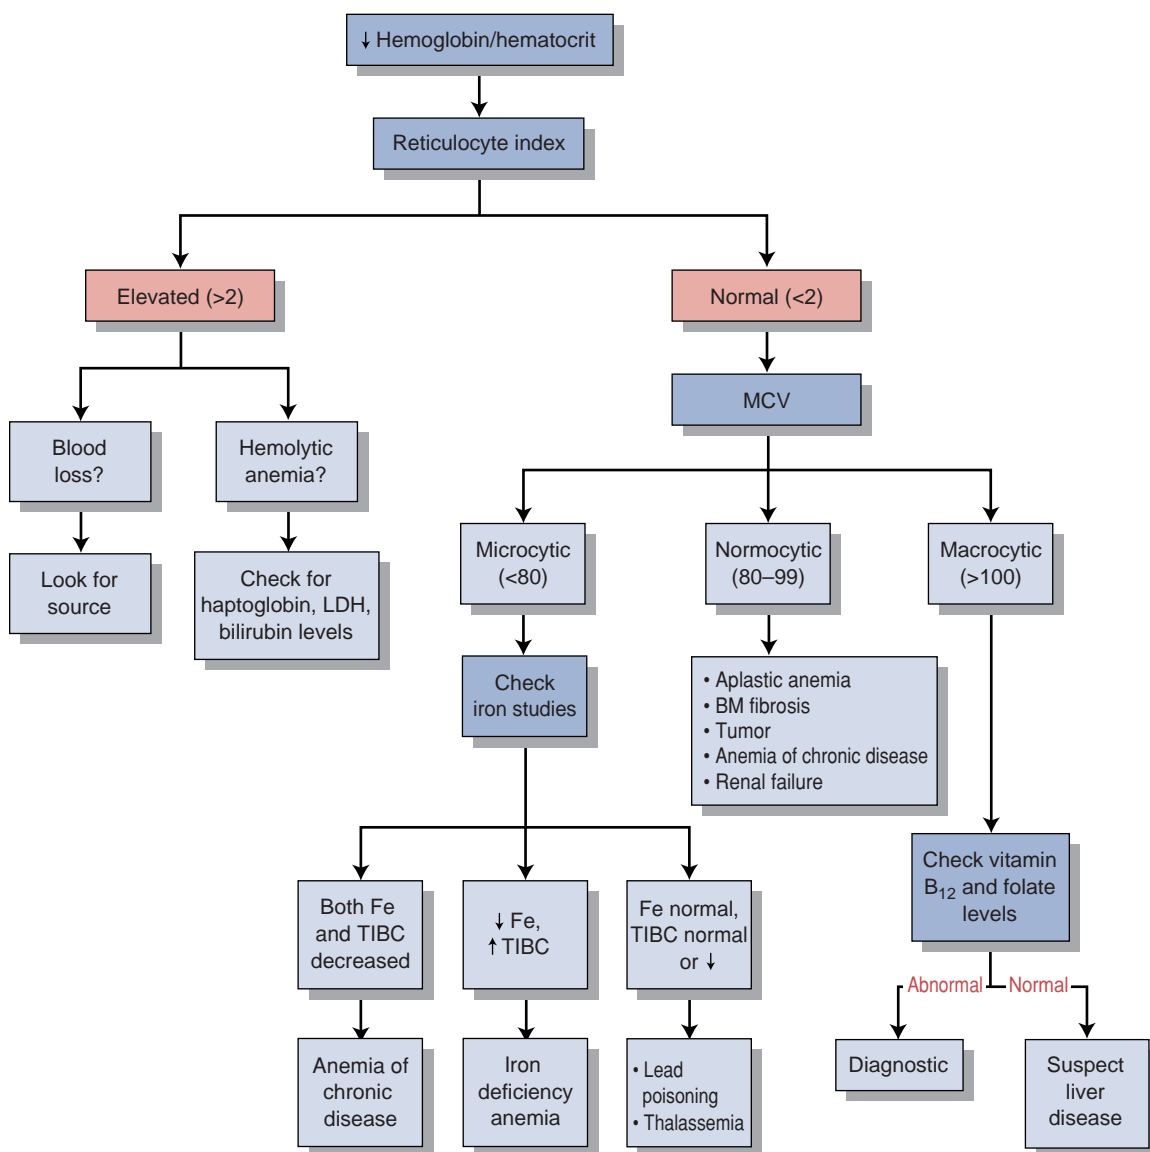 ↓ Hemoglobin/hematocrit
Reticulocyte index
Elevated (>2)
Normal (<2)
MCV
Blood
loss?
Hemolytic
anemia?
Look for
source
Check for
haptoglobin, LDH,
bilirubin levels
Microcytic
(<80)
Normocytic
(80–99)
Macrocytic
(>100)
Check
iron studies
• Aplastic anemia
• BM fibrosis
• Tumor
• Anemia of chronic disease
• Renal failure
Check vitamin
B12 and folate
levels
Both Fe
and TIBC
decreased
↓ Fe,
↑ TIBC
Fe normal,
TIBC normal
or ↓
Abnormal
Normal
Anemia of
chronic
disease
Iron
deficiency
anemia
• Lead
poisoning
• Thalassemia
Diagnostic
Suspect
liver
disease